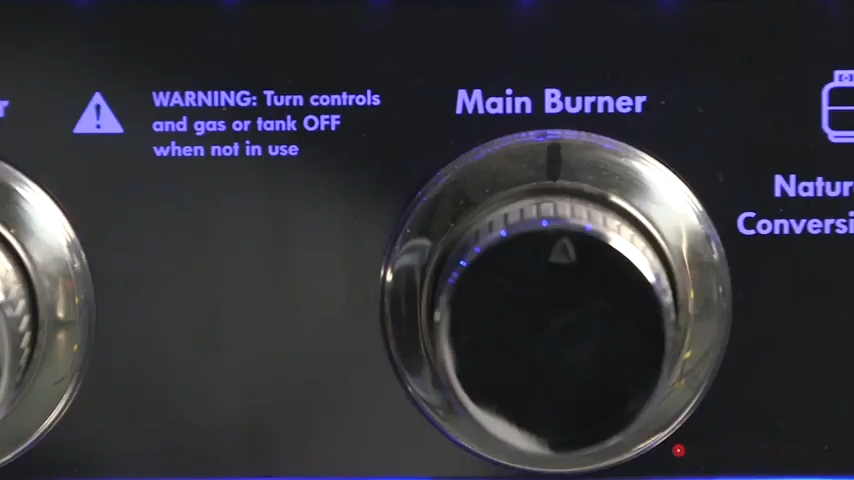 WARNING: Turn controls
and gas or tank OFF
when not in use
Main Burner